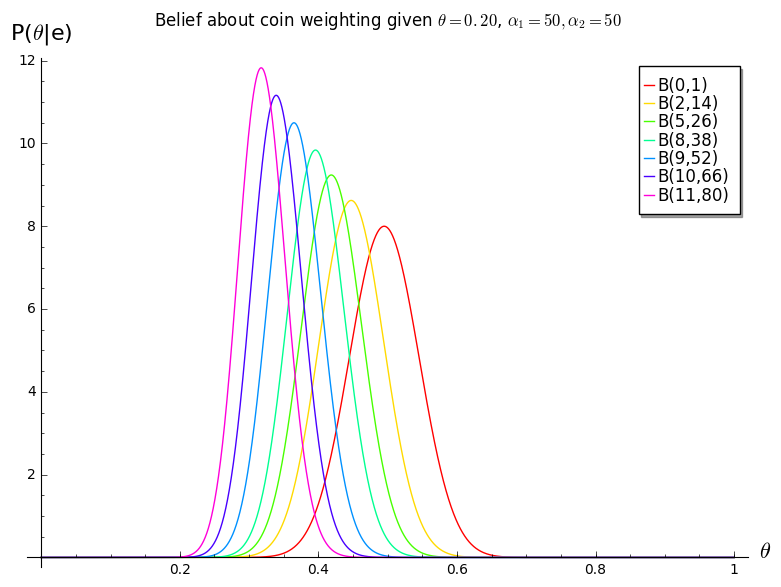 Belief about coin weighting given θ = 0.20, α₁ = 50, α₂ = 50
P(θ|e)
12
10
8
6
4
2
B(0,1)
B(2,14)
B(5,26)
B(8,38)
B(9,52)
B(10,66)
B(11,80)
0.2 0.4 0.6 0.8 1
θ